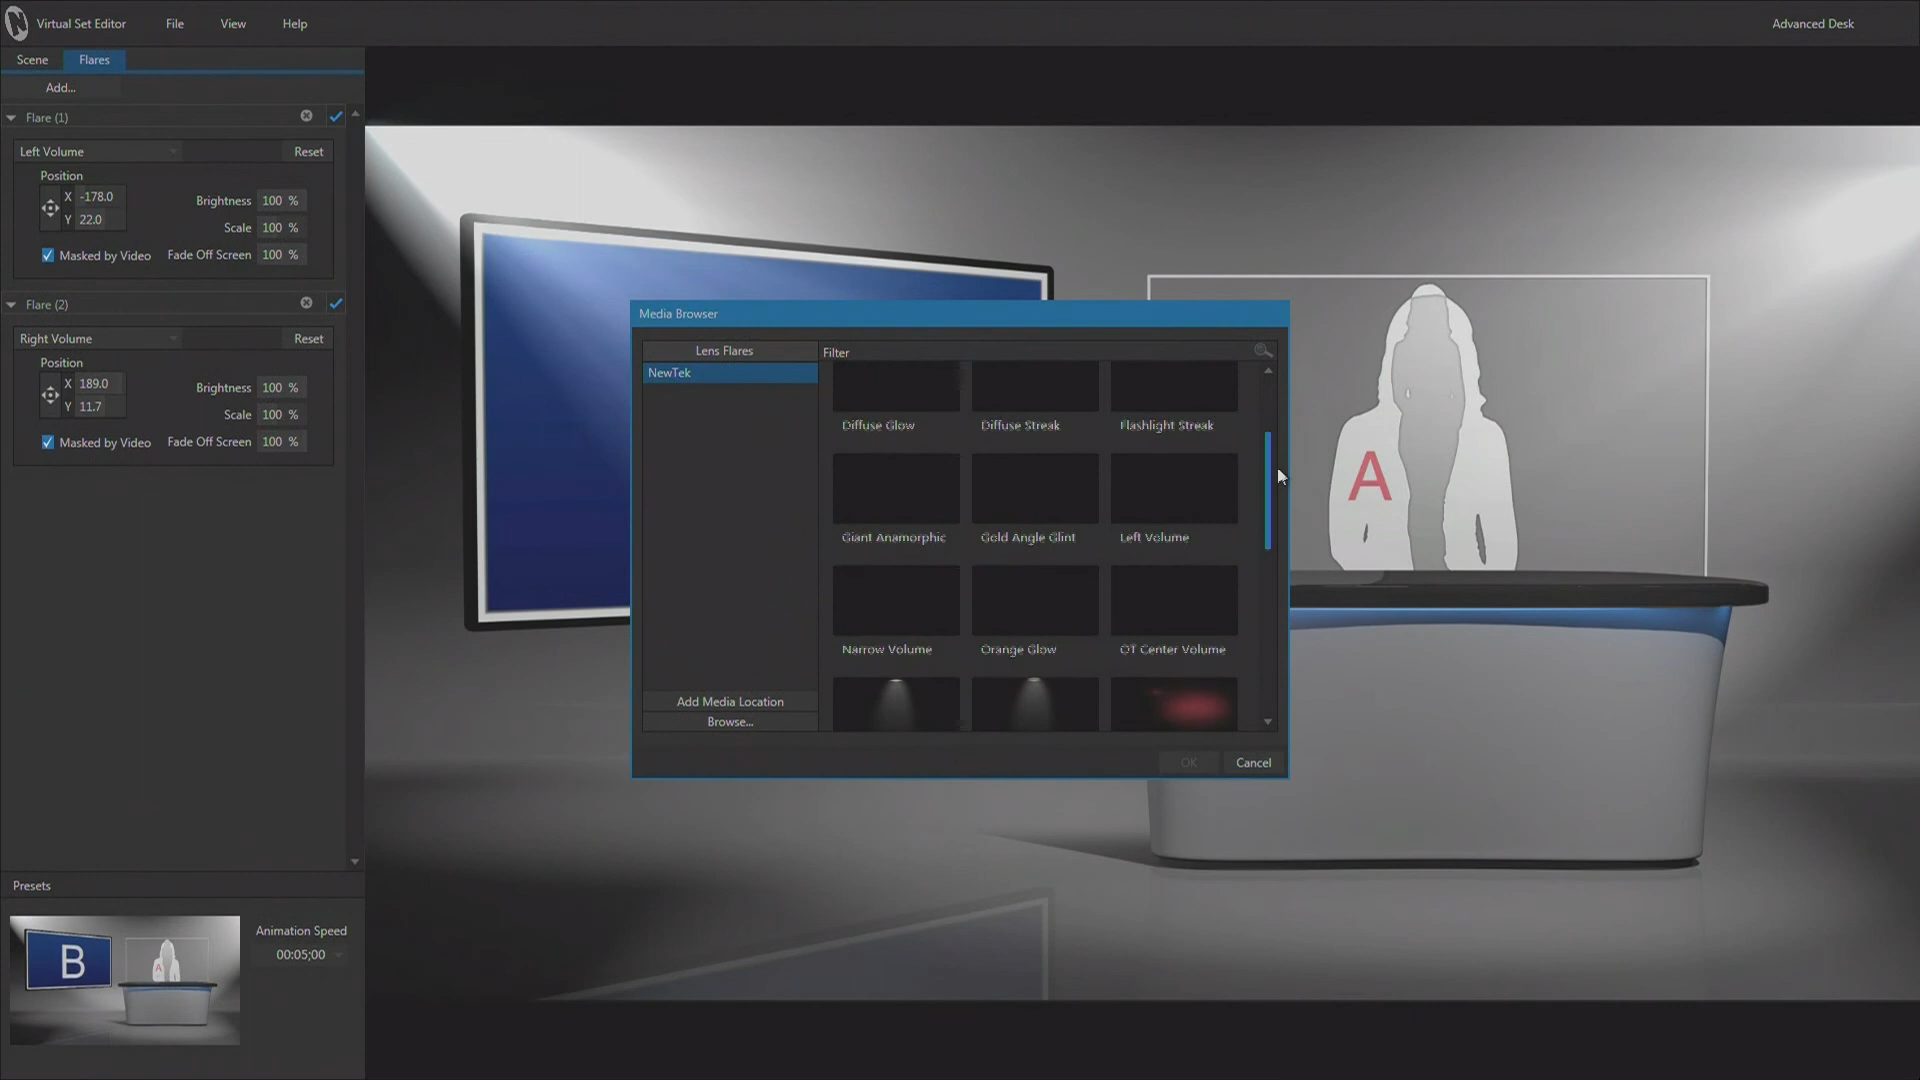 Virtual Set Editor File View Help Advanced Desk
Scene Flares
Add...
Flare (1)
Left Volume Reset
Position
X -178.0
Y 22.0
Brightness 100 %
Scale 100 %
Masked by Video Fade Off Screen 100 %
Flare (2)
Right Volume Reset
Position
X 189.0
Y 11.7
Brightness 100 %
Scale 100 %
Masked by Video Fade Off Screen 100 %
Media Browser
Lens Flares
NewTek
Filter
Diffuse Glow Diffuse Streak Flashlight Streak
Giant Anamorphic Gold Angle Glint Left Volume
Narrow Volume Orange Glow OT Center Volume
Add Media Location
Browse...
OK Cancel
A
Presets
B
A
Animation Speed
00:05;00